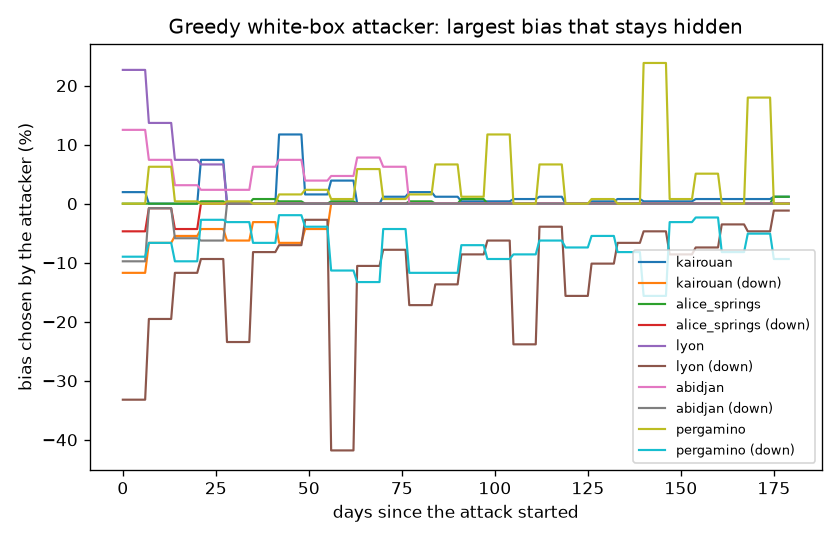 Greedy white-box attacker: largest bias that stays hidden
bias chosen by the attacker (%)
20
10
0
−10
−20
−30
−40
0 25 50 75 100 125 150 175
days since the attack started
kairouan
kairouan (down)
alice_springs
alice_springs (down)
lyon
lyon (down)
abidjan
abidjan (down)
pergamino
pergamino (down)